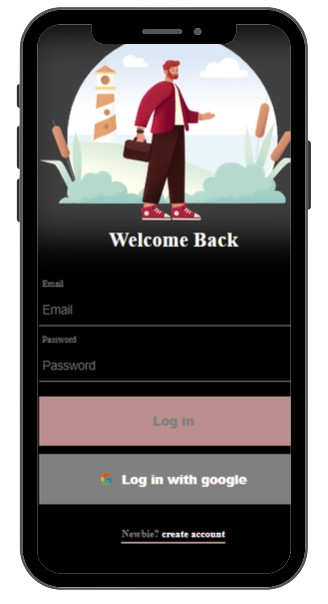 Welcome Back
Email
Email
Password
Password
Log in
Log in with google
Newbie? create account